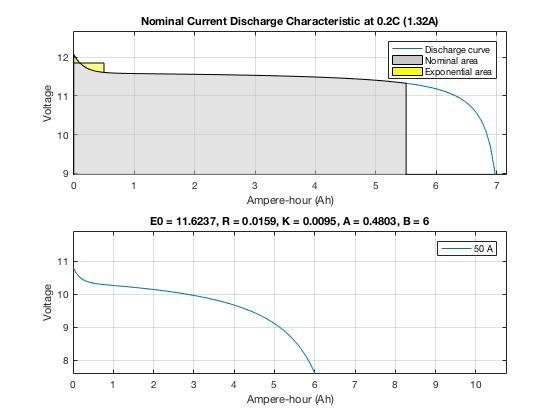 Nominal Current Discharge Characteristic at 0.2C (1.32A)
12
11
10
9
Voltage
Discharge curve
Nominal area
Exponential area
0 1 2 3 4 5 6 7
Ampere-hour (Ah)
E0 = 11.6237, R = 0.0159, K = 0.0095, A = 0.4803, B = 6
11
10
9
8
Voltage
50 A
0 1 2 3 4 5 6 7 8 9 10
Ampere-hour (Ah)